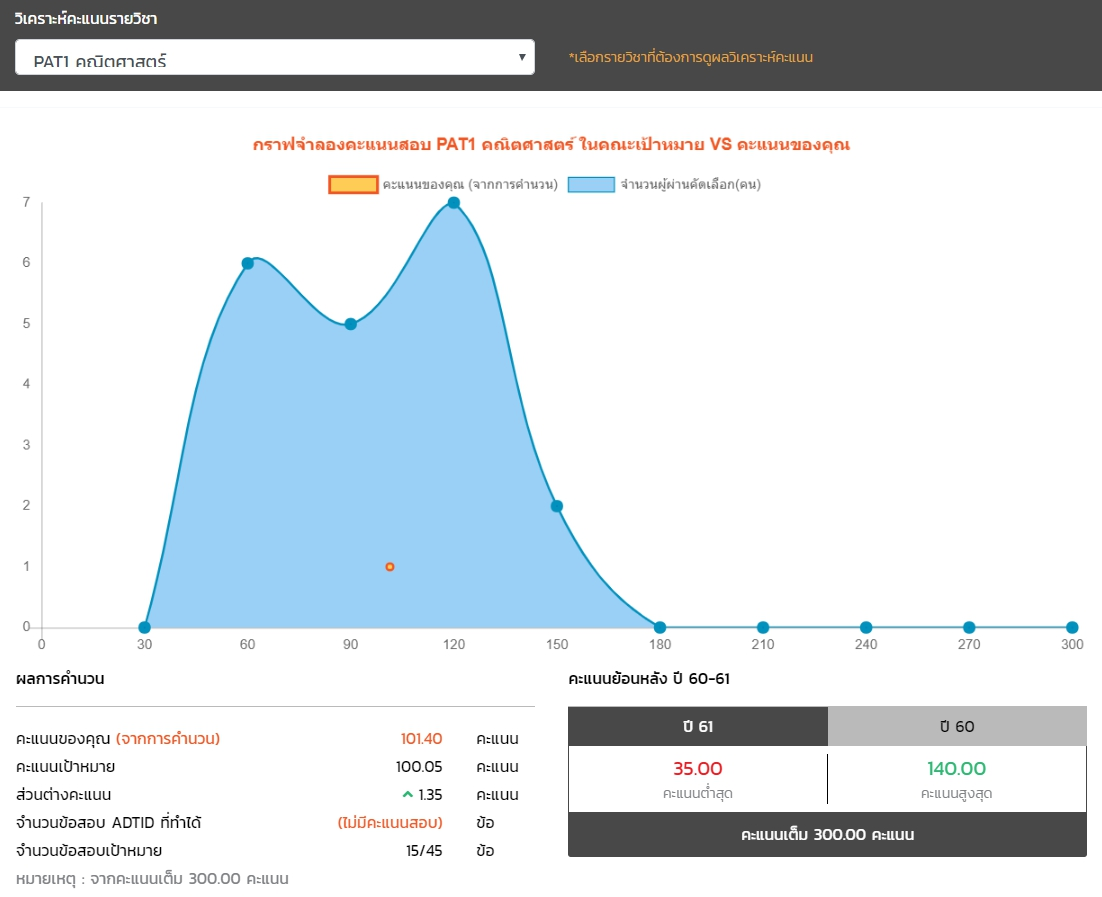 วิเคราะห์คะแนนรายวิชา
PAT1 คณิตศาสตร์
*เลือกรายวิชาที่ต้องการดูผลวิเคราะห์คะแนน
กราฟจำลองคะแนนสอบ PAT1 คณิตศาสตร์ ในคณะเป้าหมาย VS คะแนนของคุณ
คะแนนของคุณ (จากการคำนวน) จำนวนผู้ผ่านคัดเลือก(คน)
7
6
5
4
3
2
1
0
0 30 60 90 120 150 180 210 240 270 300
ผลการคำนวน
คะแนนของคุณ (จากการคำนวน) 101.40 คะแนน
คะแนนเป้าหมาย 100.05 คะแนน
ส่วนต่างคะแนน 1.35 คะแนน
จำนวนข้อสอบ ADTID ที่ทำได้ (ไม่มีคะแนนสอบ) ข้อ
จำนวนข้อสอบเป้าหมาย 15/45 ข้อ
หมายเหตุ : จากคะแนนเต็ม 300.00 คะแนน
คะแนนย้อนหลัง ปี 60-61
ปี 61 ปี 60
35.00 140.00
คะแนนต่ำสุด คะแนนสูงสุด
คะแนนเต็ม 300.00 คะแนน